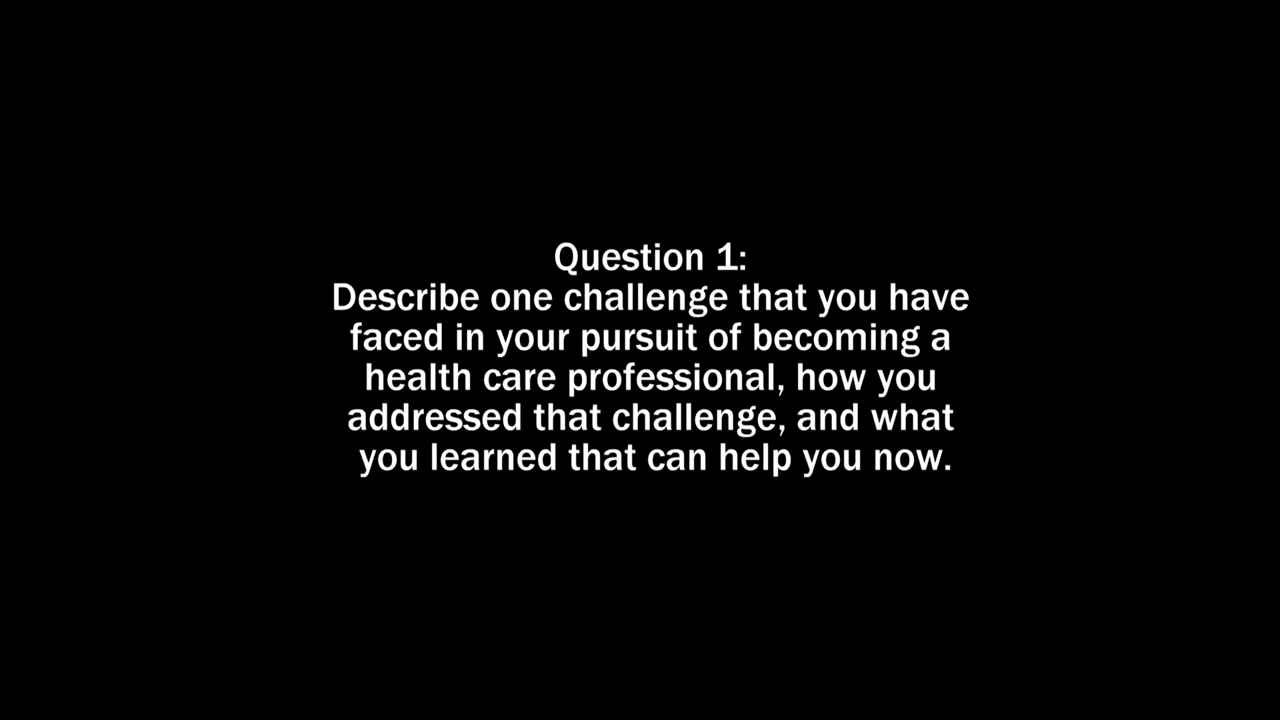 Question 1:
Describe one challenge that you have
faced in your pursuit of becoming a
health care professional, how you
addressed that challenge, and what
you learned that can help you now.